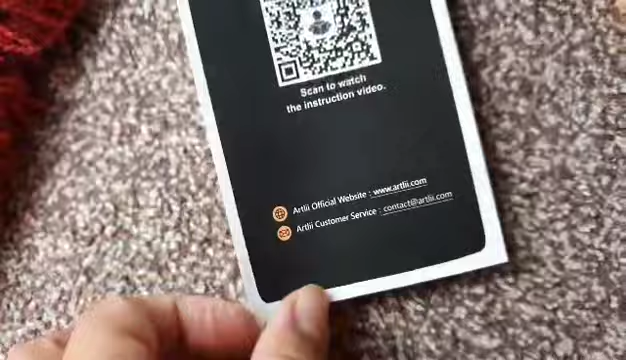 Scan to watch
the instruction video.
Artlii Official Website : www.artlii.com
Artlii Customer Service : contact@artlii.com